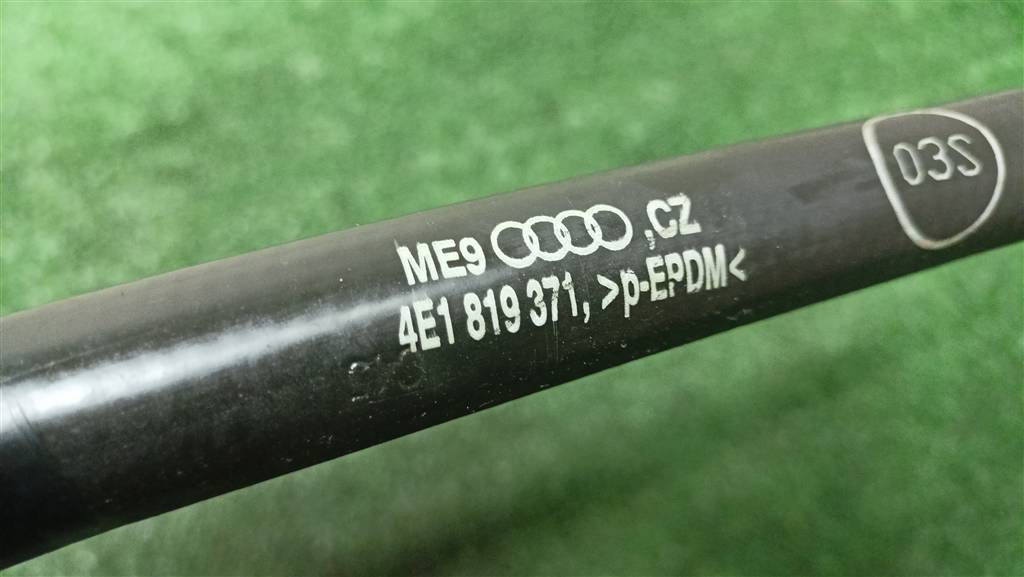 ME9 ,CZ
4E1 819 371, >p-EPDM<
03S